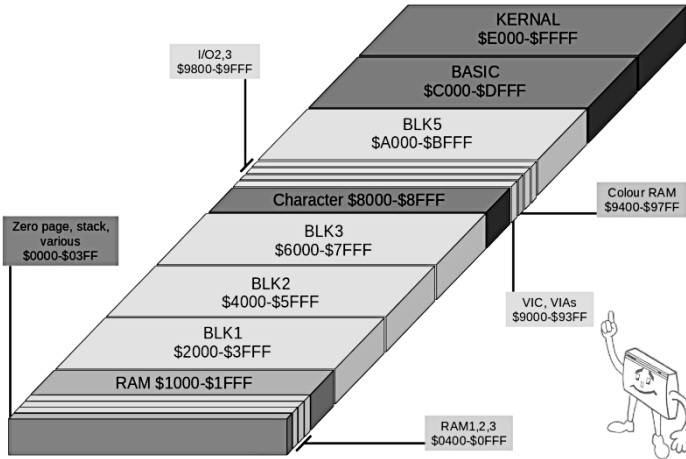 KERNAL
$E000-$FFFF
I/O2,3
$9800-$9FFF
BASIC
$C000-$DFFF
BLK5
$A000-$BFFF
Character $8000-$8FFF
Colour RAM
$9400-$97FF
Zero page, stack,
various
$0000-$03FF
BLK3
$6000-$7FFF
BLK2
$4000-$5FFF
VIC, VIAs
$9000-$93FF
BLK1
$2000-$3FFF
RAM $1000-$1FFF
RAM1,2,3
$0400-$0FFF